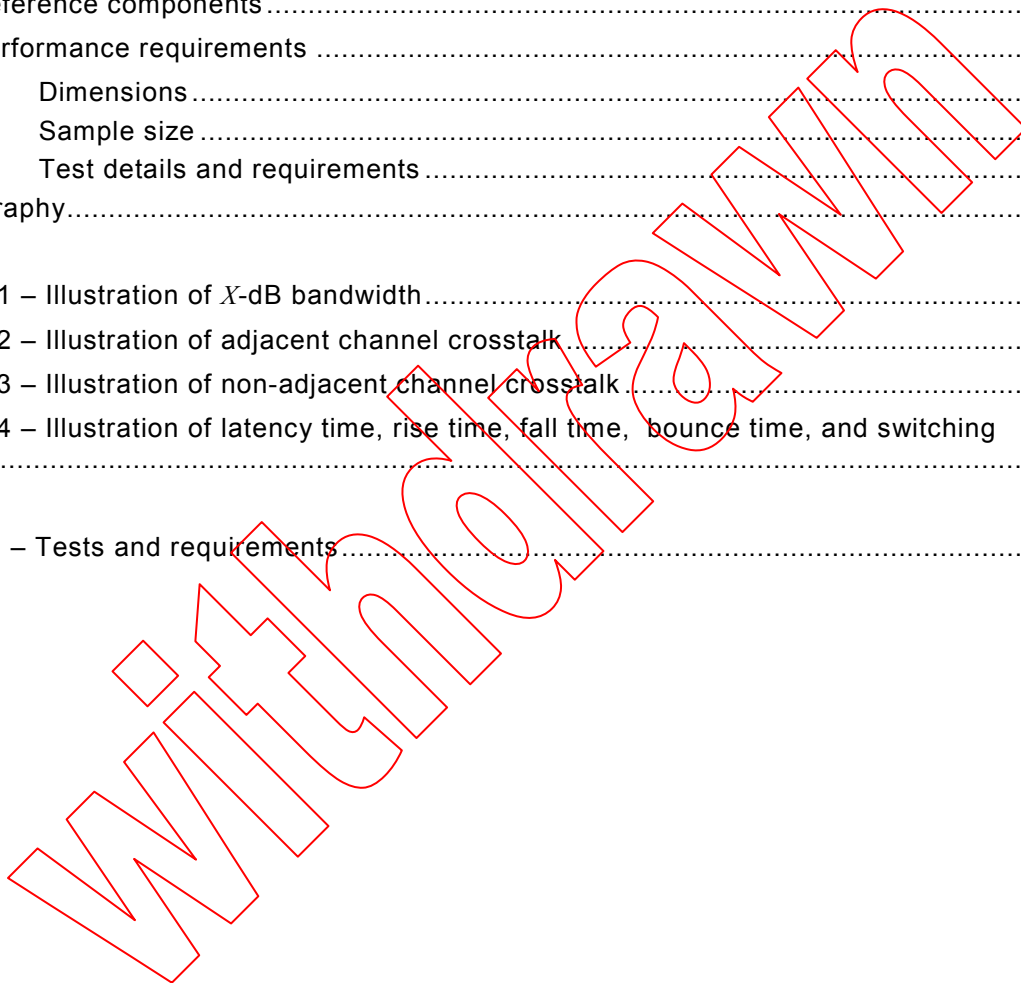 eference components
rformance requirements
Dimensions
Sample size
Test details and requirements
raphy
1 – Illustration of X-dB bandwidth
2 – Illustration of adjacent channel crosstalk
3 – Illustration of non-adjacent channel crosstalk
4 – Illustration of latency time, rise time, fall time, bounce time, and switching
– Tests and requirements
withdrawn